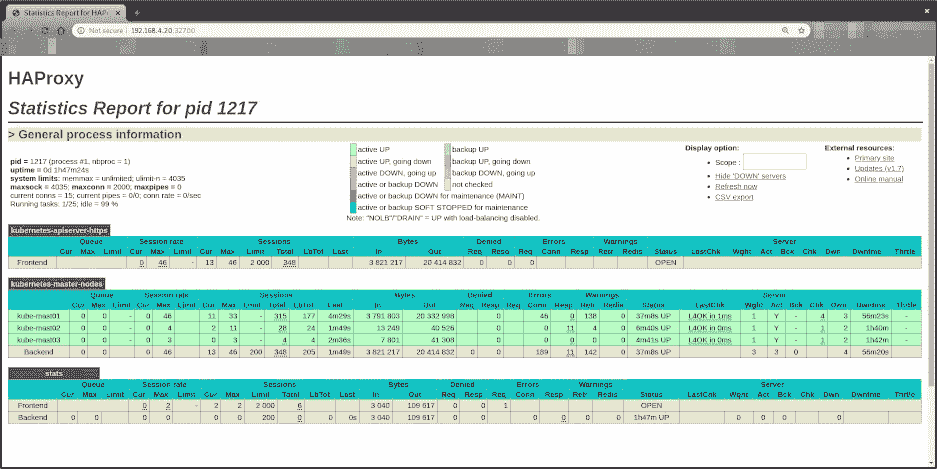 Statistics Report for HAPr
Not secure | 192.168.4.20:32700
HAProxy
Statistics Report for pid 1217
> General process information
pid = 1217 (process #1, nbproc = 1)
uptime = 0d 1h47m24s
system limits: memmax = unlimited; ulimit-n = 4035
maxsock = 4035; maxconn = 2000; maxpipes = 0
current conns = 15; current pipes = 0/0; conn rate = 0/sec
Running tasks: 1/25; idle = 99 %
active UP backup UP
active UP, going down backup UP, going down
active DOWN, going up backup DOWN, going up
active or backup DOWN not checked
active or backup DOWN for maintenance (MAINT)
active or backup SOFT STOPPED for maintenance
Note: "NOLB"/"DRAIN" = UP with load-balancing disabled.
Display option:
Scope :
Hide 'DOWN' servers
Refresh now
CSV export
External resources:
Primary site
Updates (v1.7)
Online manual
kubernetes-apiserver-https
Queue Session rate Sessions Bytes Denied Errors Warnings Server
Cur Max Limit Cur Max Limit Cur Max Limit Total LbTot Last In Out Req Resp Req Conn Resp Retr Redis Status LastChk Wght Act Bck Chk Dwn Dwntme Thrtle
Frontend 0 46 - 13 46 2 000 348 3 821 217 20 414 832 0 0 0 OPEN
kubernetes-master-nodes
Queue Session rate Sessions Bytes Denied Errors Warnings Server
Cur Max Limit Cur Max Limit Cur Max Limit Total LbTot Last In Out Req Resp Req Conn Resp Retr Redis Status LastChk Wght Act Bck Chk Dwn Dwntme Thrtle
kube-mast01 0 0 - 0 46 11 33 - 315 177 4m29s 3 791 803 20 332 998 0 46 0 138 0 37m8s UP L4OK in 1ms 1 Y - 4 3 56m23s -
kube-mast02 0 0 - 0 4 2 11 - 28 24 1m49s 13 249 40 526 0 0 11 4 0 6m40s UP L4OK in 0ms 1 Y - 1 2 1h40m -
kube-mast03 0 0 - 0 3 0 - 4 4 2m36s 7 801 41 308 0 0 0 0 0 4m41s UP L4OK in 0ms 1 Y - 1 2 1h42m -
Backend 0 0 0 46 13 46 200 348 205 1m49s 3 821 217 20 414 832 0 0 189 11 142 0 37m8s UP 3 3 0 4 56m20s
stats
Queue Session rate Sessions Bytes Denied Errors Warnings Server
Cur Max Limit Cur Max Limit Cur Max Limit Total LbTot Last In Out Req Resp Req Conn Resp Retr Redis Status LastChk Wght Act Bck Chk Dwn Dwntme Thrtle
Frontend 0 2 - 2 2 2 000 6 3 040 109 617 0 0 1 OPEN
Backend 0 0 0 0 0 0 200 0 0 0s 3 040 109 617 0 0 0 0 0 0 1h47m UP 0 0 0 0